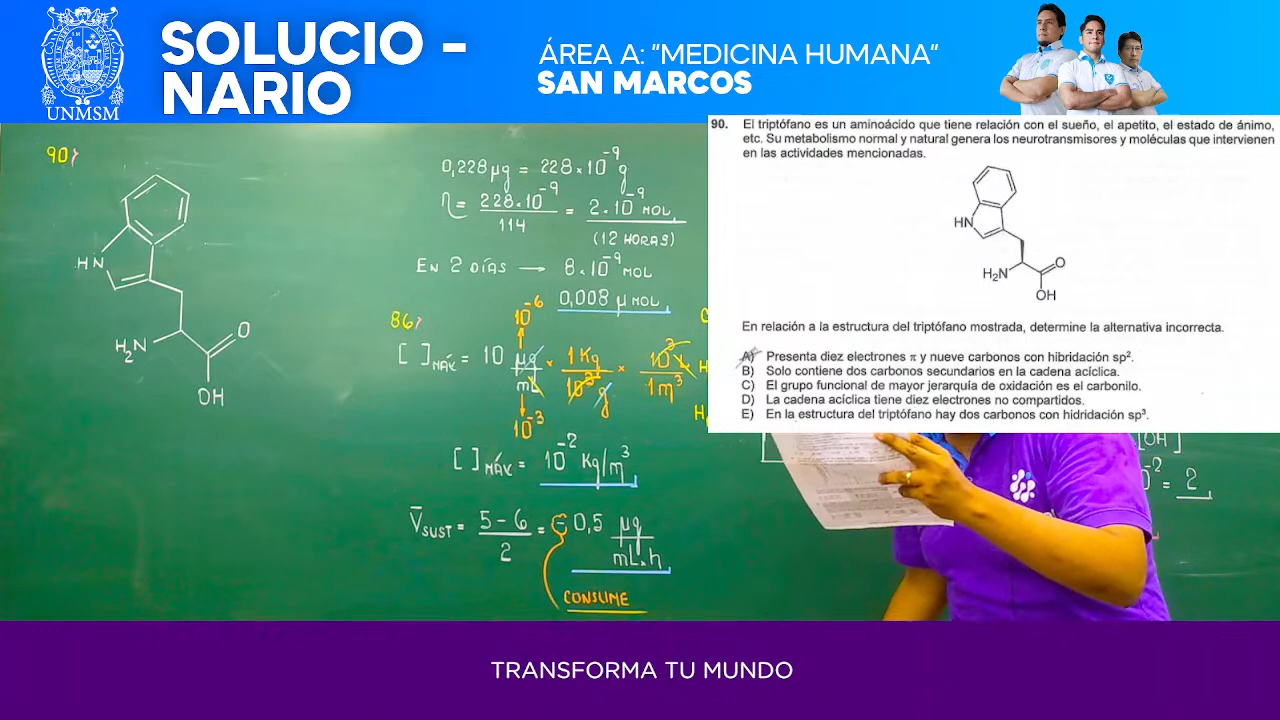 SOLUCIO -
NARIO
UNMSM
ÁREA A: "MEDICINA HUMANA"
SAN MARCOS
90)
HN
H₂N
O
OH
0,228 µg = 228×10⁻⁹ g
η = 228×10⁻⁹ / 114 = 2×10⁻⁹ MOL / (12 HORAS)
EN 2 DÍAS → 8×10⁻⁹ MOL
0,008 µ MOL
86)
10⁻⁶
[ ]MÁX = 10 µg/mL × 1 Kg/10³ g × 10³ L/1 m³
10⁻³
[ ]MÁX = 10⁻² Kg/m³
V̄SUST = 5-6 / 2 = - 0,5 µg / mL×h
CONSUME
90. El triptófano es un aminoácido que tiene relación con el sueño, el apetito, el estado de ánimo,
etc. Su metabolismo normal y natural genera los neurotransmisores y moléculas que intervienen
en las actividades mencionadas.
HN
H₂N
O
OH
En relación a la estructura del triptófano mostrada, determine la alternativa incorrecta.
A) Presenta diez electrones π y nueve carbonos con hibridación sp².
B) Solo contiene dos carbonos secundarios en la cadena acíclica.
C) El grupo funcional de mayor jerarquía de oxidación es el carbonilo.
D) La cadena acíclica tiene diez electrones no compartidos.
E) En la estructura del triptófano hay dos carbonos con hidridación sp³.
[OH]
⁻² = 2
TRANSFORMA TU MUNDO